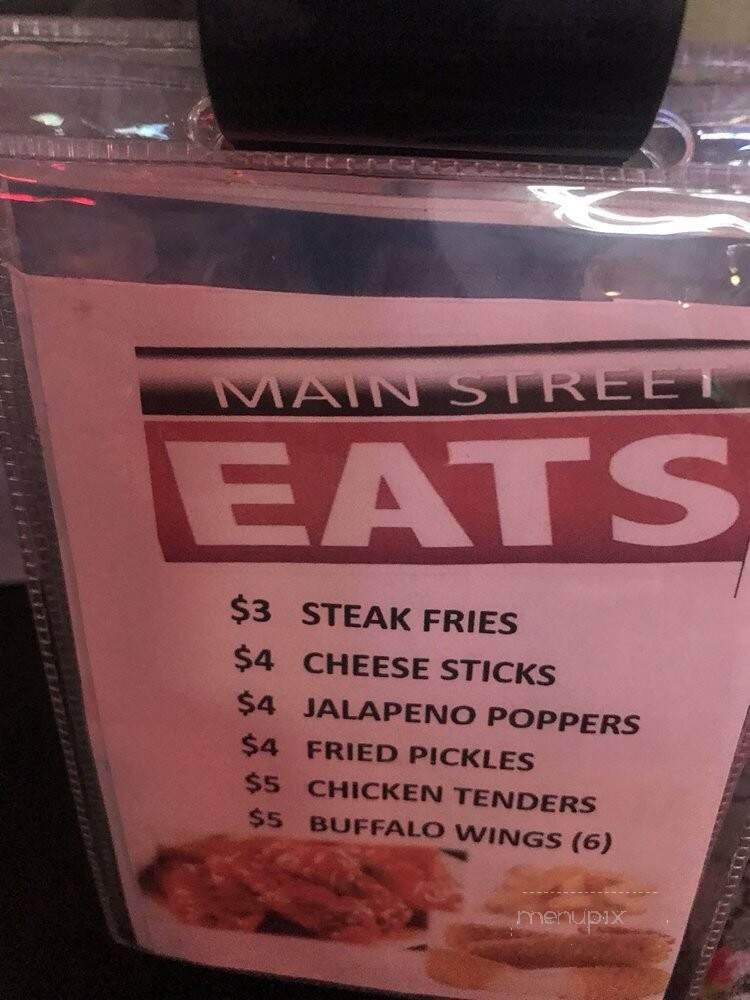 MAIN STREET
EATS
$3 STEAK FRIES
$4 CHEESE STICKS
$4 JALAPENO POPPERS
$4 FRIED PICKLES
$5 CHICKEN TENDERS
$5 BUFFALO WINGS (6)
menupix